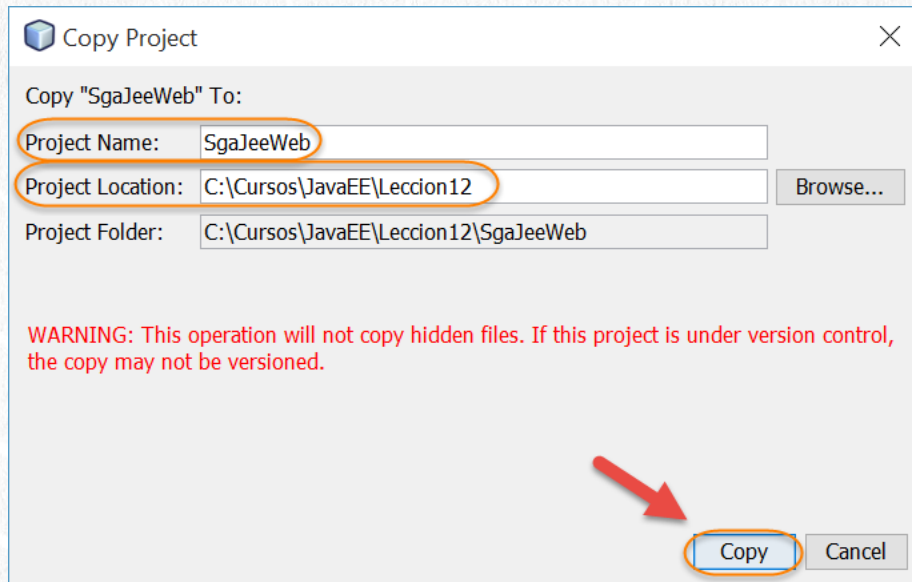 Copy Project
Copy "SgaJeeWeb" To:
Project Name: SgaJeeWeb
Project Location: C:\Cursos\JavaEE\Leccion12 Browse...
Project Folder: C:\Cursos\JavaEE\Leccion12\SgaJeeWeb
WARNING: This operation will not copy hidden files. If this project is under version control,
the copy may not be versioned.
Copy Cancel